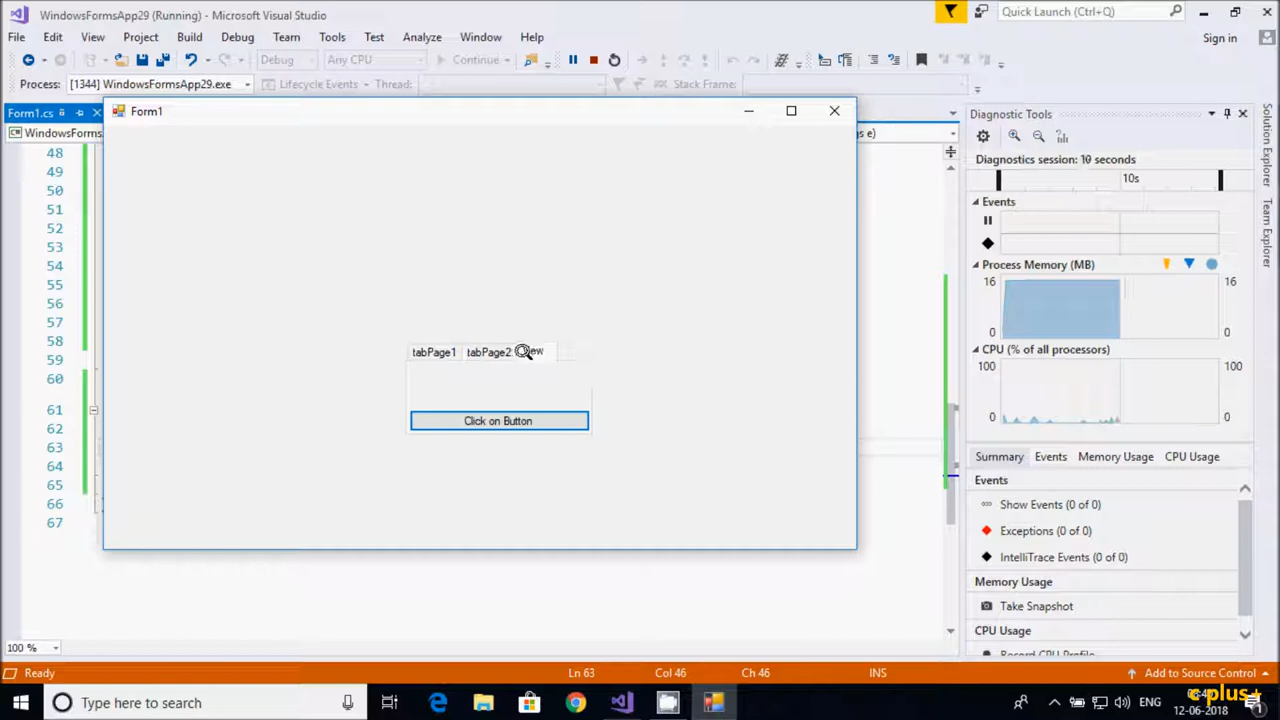 WindowsFormsApp29 (Running) - Microsoft Visual Studio
Quick Launch (Ctrl+Q)
File Edit View Project Build Debug Team Tools Test Analyze Window Help
Sign in
Debug Any CPU Continue
Process: [1344] WindowsFormsApp29.exe Lifecycle Events Thread: Stack Frame:
Form1.cs
WindowsForms
s e)
Form1
48
49
50
51
52
53
54
55
56
57
58
59
60
61
62
63
64
65
66
67
tabPage1 tabPage2
Click on Button
Diagnostic Tools
Diagnostics session: 10 seconds
10s
Events
Process Memory (MB)
16 16
0 0
CPU (% of all processors)
100 100
0 0
Summary Events Memory Usage CPU Usage
Events
Show Events (0 of 0)
Exceptions (0 of 0)
IntelliTrace Events (0 of 0)
Memory Usage
Take Snapshot
CPU Usage
Record CPU Profile
Solution Explorer
Team Explorer
100 %
Ready Ln 63 Col 46 Ch 46 INS Add to Source Control
Type here to search
ENG
12-06-2018
c plus+
1